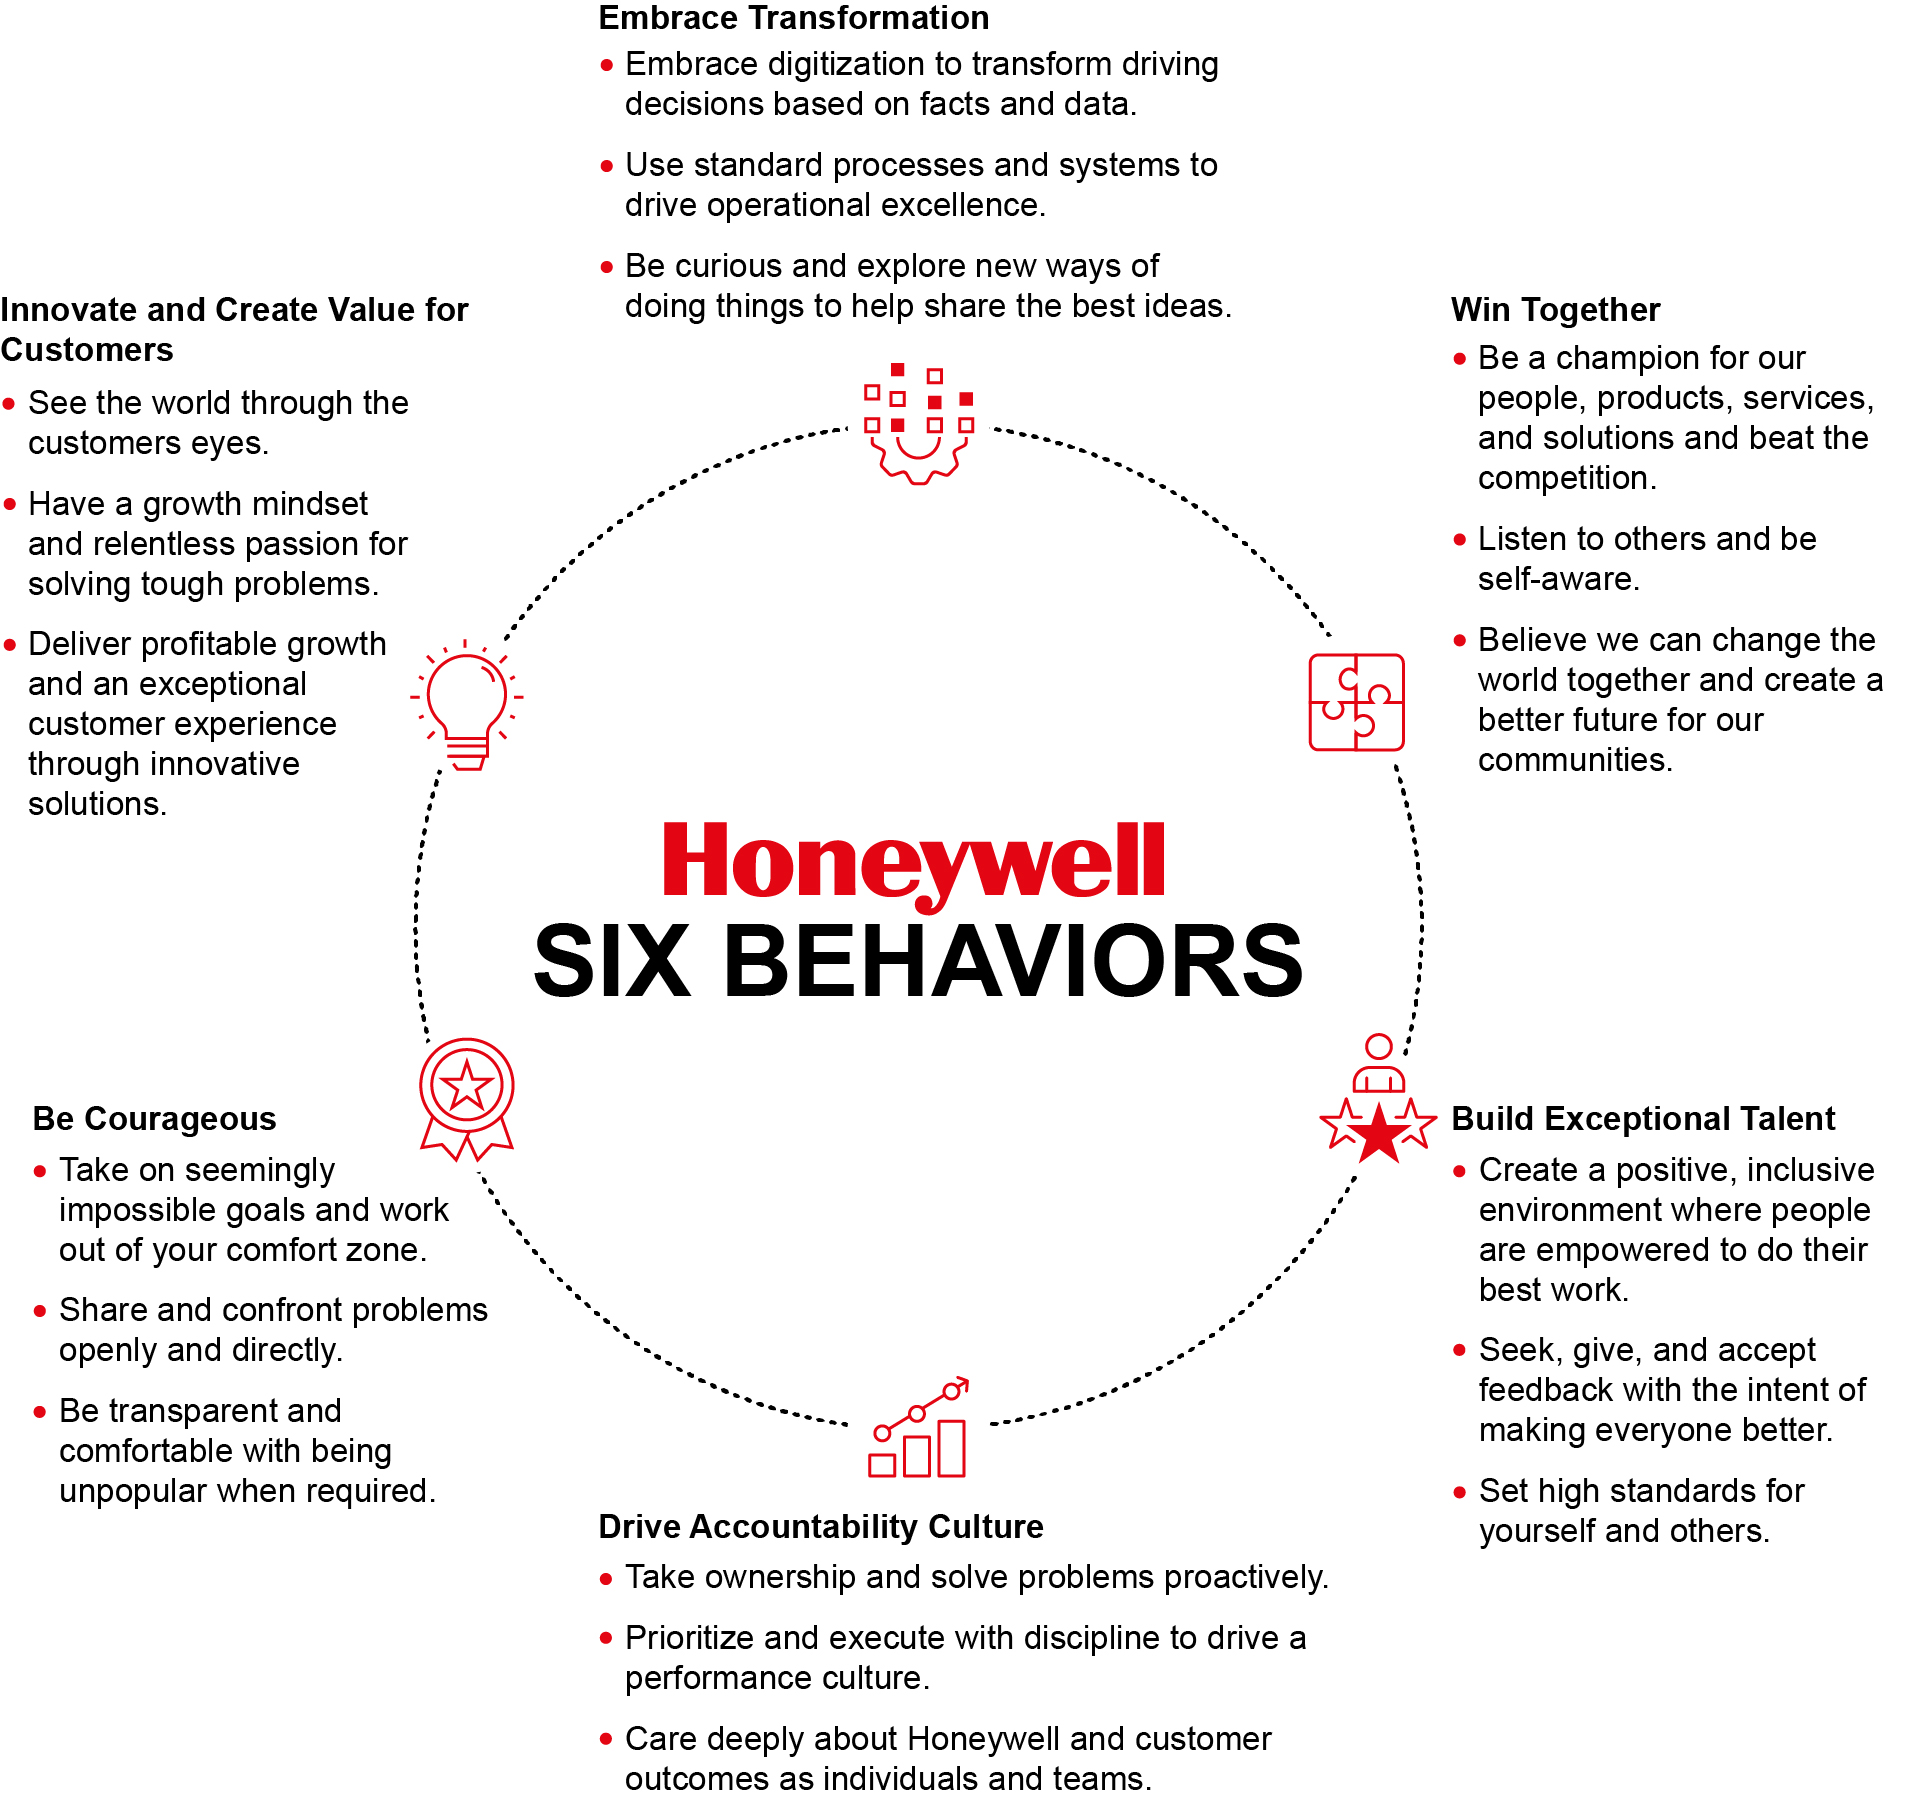 Embrace Transformation
• Embrace digitization to transform driving
decisions based on facts and data.
• Use standard processes and systems to
drive operational excellence.
• Be curious and explore new ways of
doing things to help share the best ideas.
Innovate and Create Value for
Customers
• See the world through the
customers eyes.
• Have a growth mindset
and relentless passion for
solving tough problems.
• Deliver profitable growth
and an exceptional
customer experience
through innovative
solutions.
Win Together
• Be a champion for our
people, products, services,
and solutions and beat the
competition.
• Listen to others and be
self-aware.
• Believe we can change the
world together and create a
better future for our
communities.
Honeywell
SIX BEHAVIORS
Be Courageous
• Take on seemingly
impossible goals and work
out of your comfort zone.
• Share and confront problems
openly and directly.
• Be transparent and
comfortable with being
unpopular when required.
Build Exceptional Talent
• Create a positive, inclusive
environment where people
are empowered to do their
best work.
• Seek, give, and accept
feedback with the intent of
making everyone better.
• Set high standards for
yourself and others.
Drive Accountability Culture
• Take ownership and solve problems proactively.
• Prioritize and execute with discipline to drive a
performance culture.
• Care deeply about Honeywell and customer
outcomes as individuals and teams.